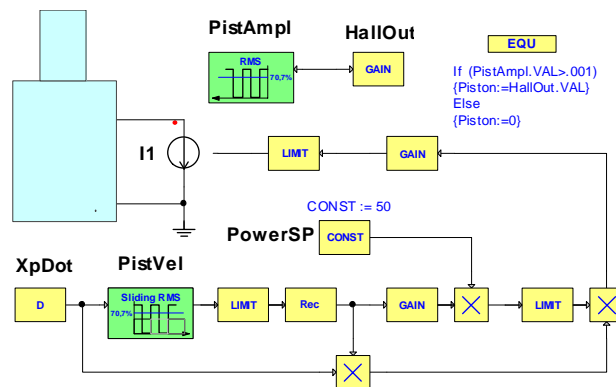 PistAmpl
HallOut
RMS
70,7%
GAIN
EQU
If (PistAmpl.VAL>.001)
{Piston:=HallOut.VAL}
Else
{Piston:=0}
I1
LIMIT
GAIN
CONST := 50
PowerSP
CONST
XpDot
PistVel
D
Sliding RMS
70,7%
LIMIT
Rec
GAIN
LIMIT